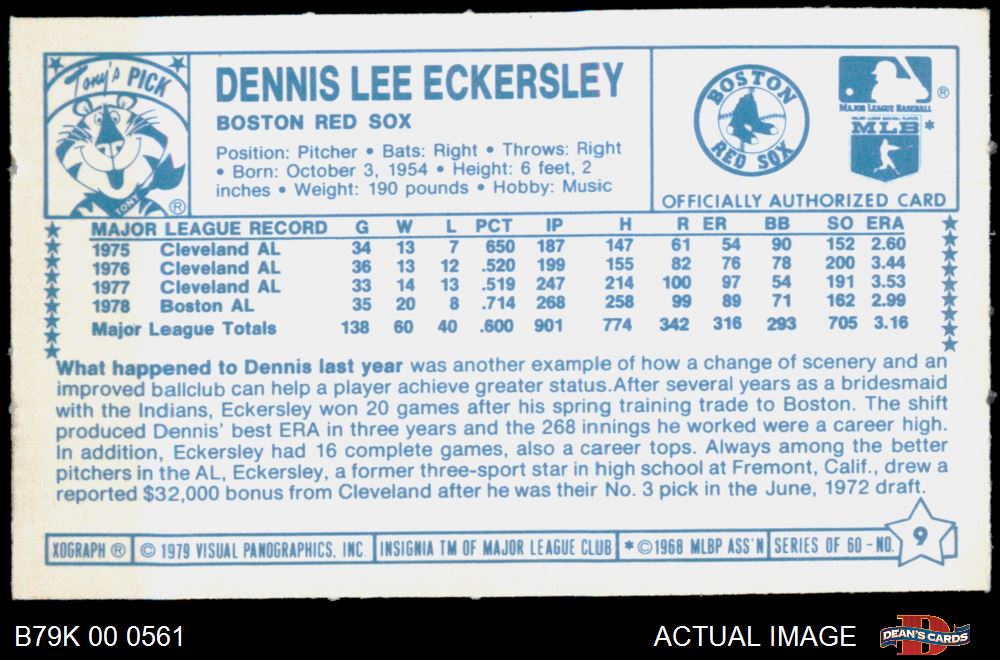 Tony's PICK
TONY ®
DENNIS LEE ECKERSLEY
BOSTON RED SOX
Position: Pitcher • Bats: Right • Throws: Right
• Born: October 3, 1954 • Height: 6 feet, 2
inches • Weight: 190 pounds • Hobby: Music
BOSTON
RED SOX
®
MAJOR LEAGUE BASEBALL
MAJOR LEAGUE BASEBALL PLAYERS
MLB *
OFFICIALLY AUTHORIZED CARD
MAJOR LEAGUE RECORD G W L PCT IP H R ER BB SO ERA
1975 Cleveland AL 34 13 7 650 187 147 61 54 90 152 2.60
1976 Cleveland AL 36 13 12 .520 199 155 82 76 78 200 3.44
1977 Cleveland AL 33 14 13 .519 247 214 100 97 54 191 3.53
1978 Boston AL 35 20 8 .714 268 258 99 89 71 162 2.99
Major League Totals 138 60 40 .600 901 774 342 316 293 705 3.16
What happened to Dennis last year was another example of how a change of scenery and an
improved ballclub can help a player achieve greater status.After several years as a bridesmaid
with the Indians, Eckersley won 20 games after his spring training trade to Boston. The shift
produced Dennis' best ERA in three years and the 268 innings he worked were a career high.
In addition, Eckersley had 16 complete games, also a career tops. Always among the better
pitchers in the AL, Eckersley, a former three-sport star in high school at Fremont, Calif., drew a
reported $32,000 bonus from Cleveland after he was their No. 3 pick in the June, 1972 draft.
XOGRAPH ® © 1979 VISUAL PANOGRAPHICS, INC. INSIGNIA TM OF MAJOR LEAGUE CLUB * © 1968 MLBP ASS'N SERIES OF 60 - NO. 9
B79K 00 0561
ACTUAL IMAGE
DEAN'S CARDS